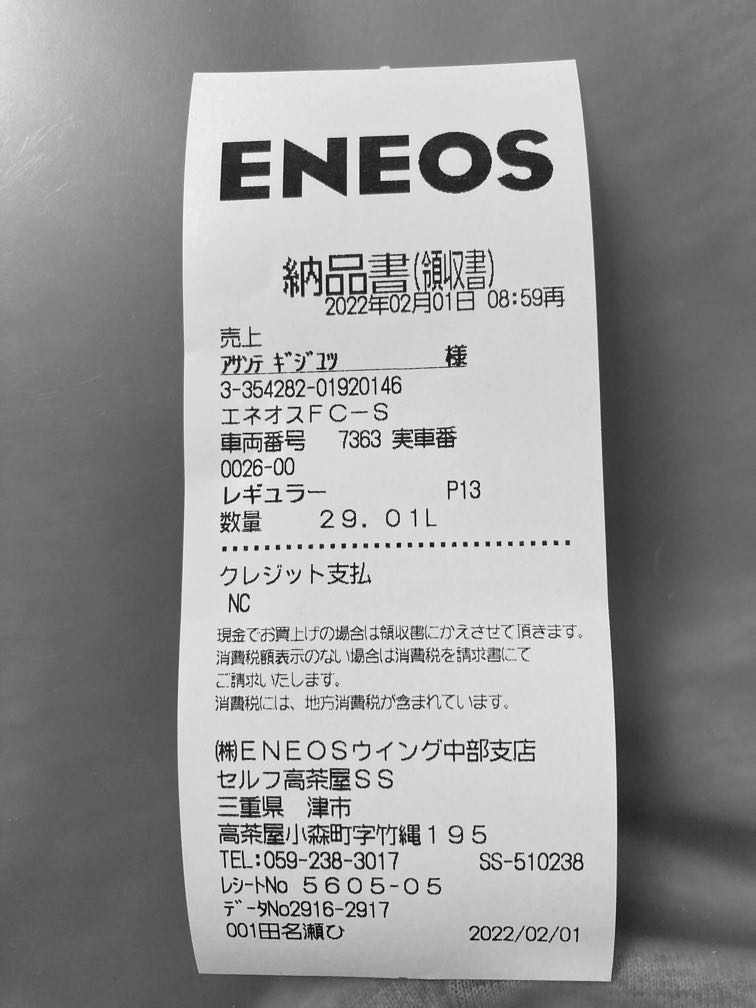 ENEOS
納品書(領収書)
2022年02月01日 08:59再
売上
ｱｻﾝﾃ ｷﾞｼﾞﾕﾂ 様
3-354282-01920146
エネオスＦＣ－Ｓ
車両番号 7363 実車番
0026-00
レギュラー P13
数量 ２９．０１L
クレジット支払
NC
現金でお買上げの場合は領収書にかえさせて頂きます。
消費税額表示のない場合は消費税を請求書にて
ご請求いたします。
消費税には、地方消費税が含まれています。
㈱ＥＮＥＯＳウイング中部支店
セルフ高茶屋ＳＳ
三重県 津市
高茶屋小森町字竹縄１９５
TEL:059-238-3017 SS-510238
ﾚｼｰﾄNo ５６０５-０５
ﾃﾞｰﾀNo2916-2917
001田名瀬ひ 2022/02/01